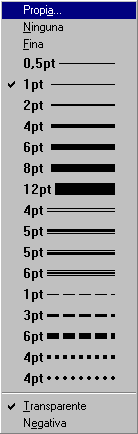 Propia...
Ninguna
Fina
0,5pt
1pt
2pt
4pt
6pt
8pt
12pt
4pt
5pt
5pt
6pt
1pt
3pt
6pt
4pt
4pt
Transparente
Negativa